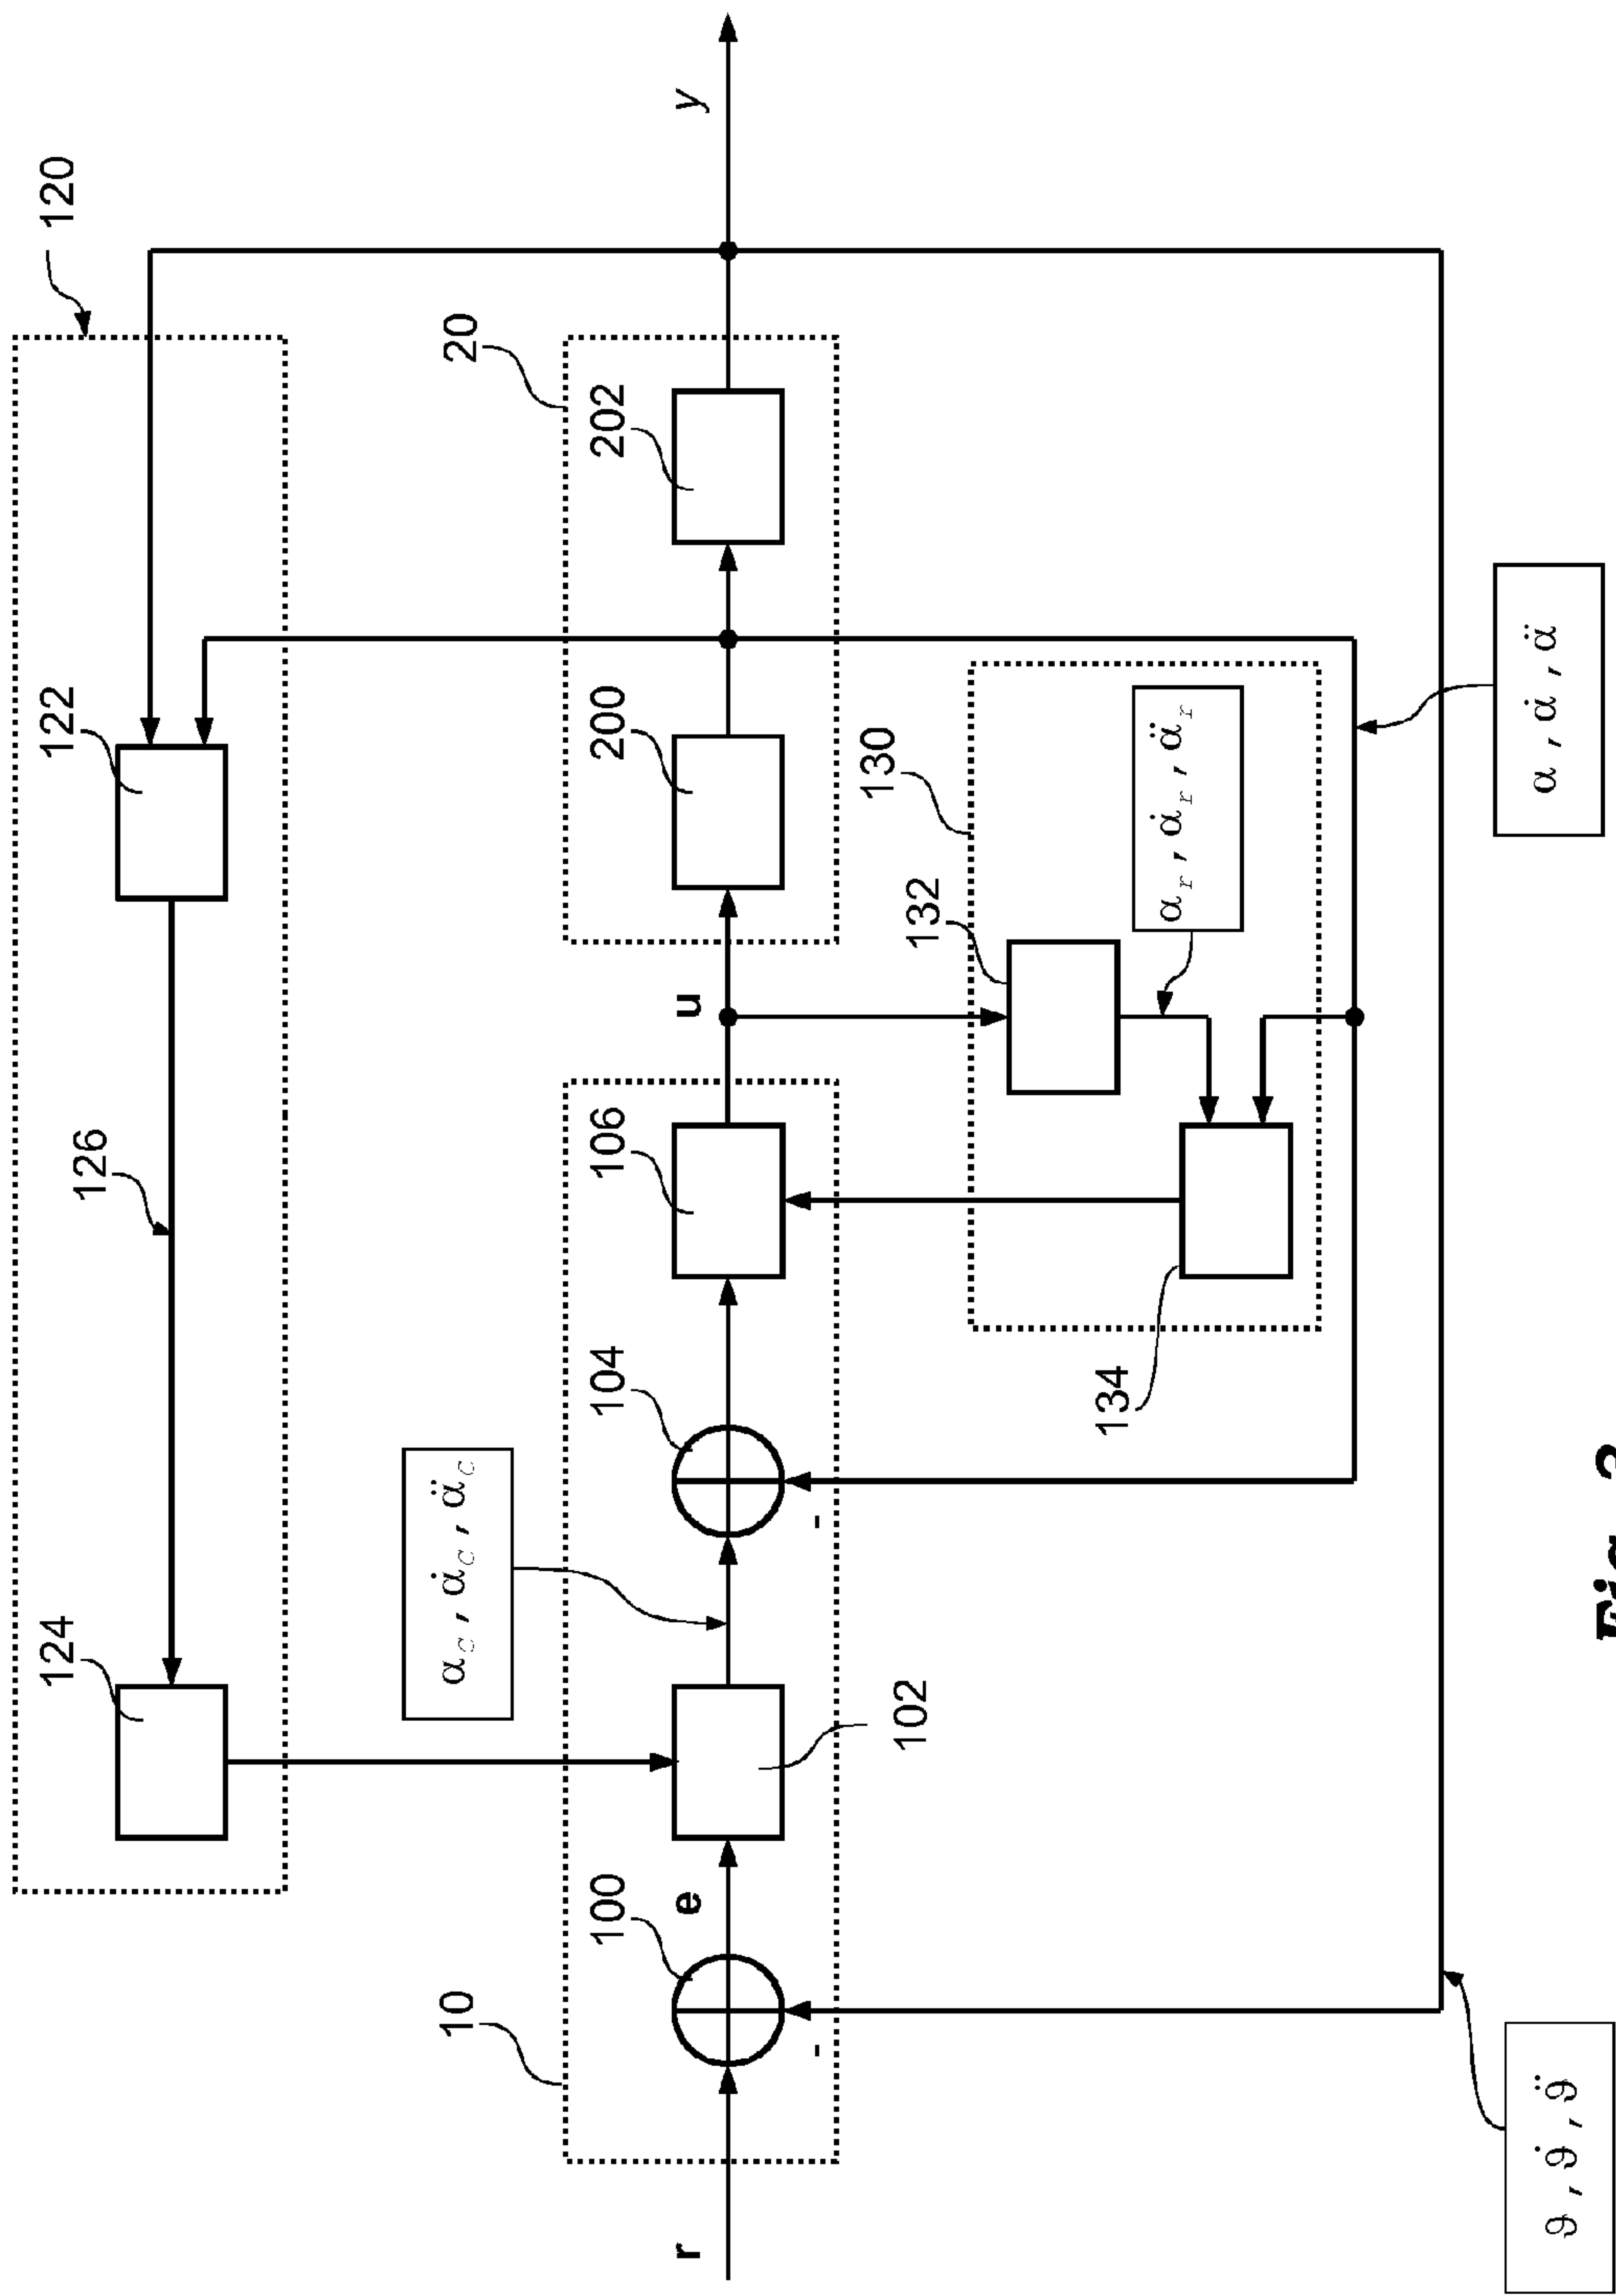 120
122
126
124
20
202
200
u
106
104
α_c , α̇_c , α̈_c
102
e
100
10
r
y
130
132
α_r , α̇_r , α̈_r
134
α , α̇ , α̈
ϑ , ϑ̇ , ϑ̈